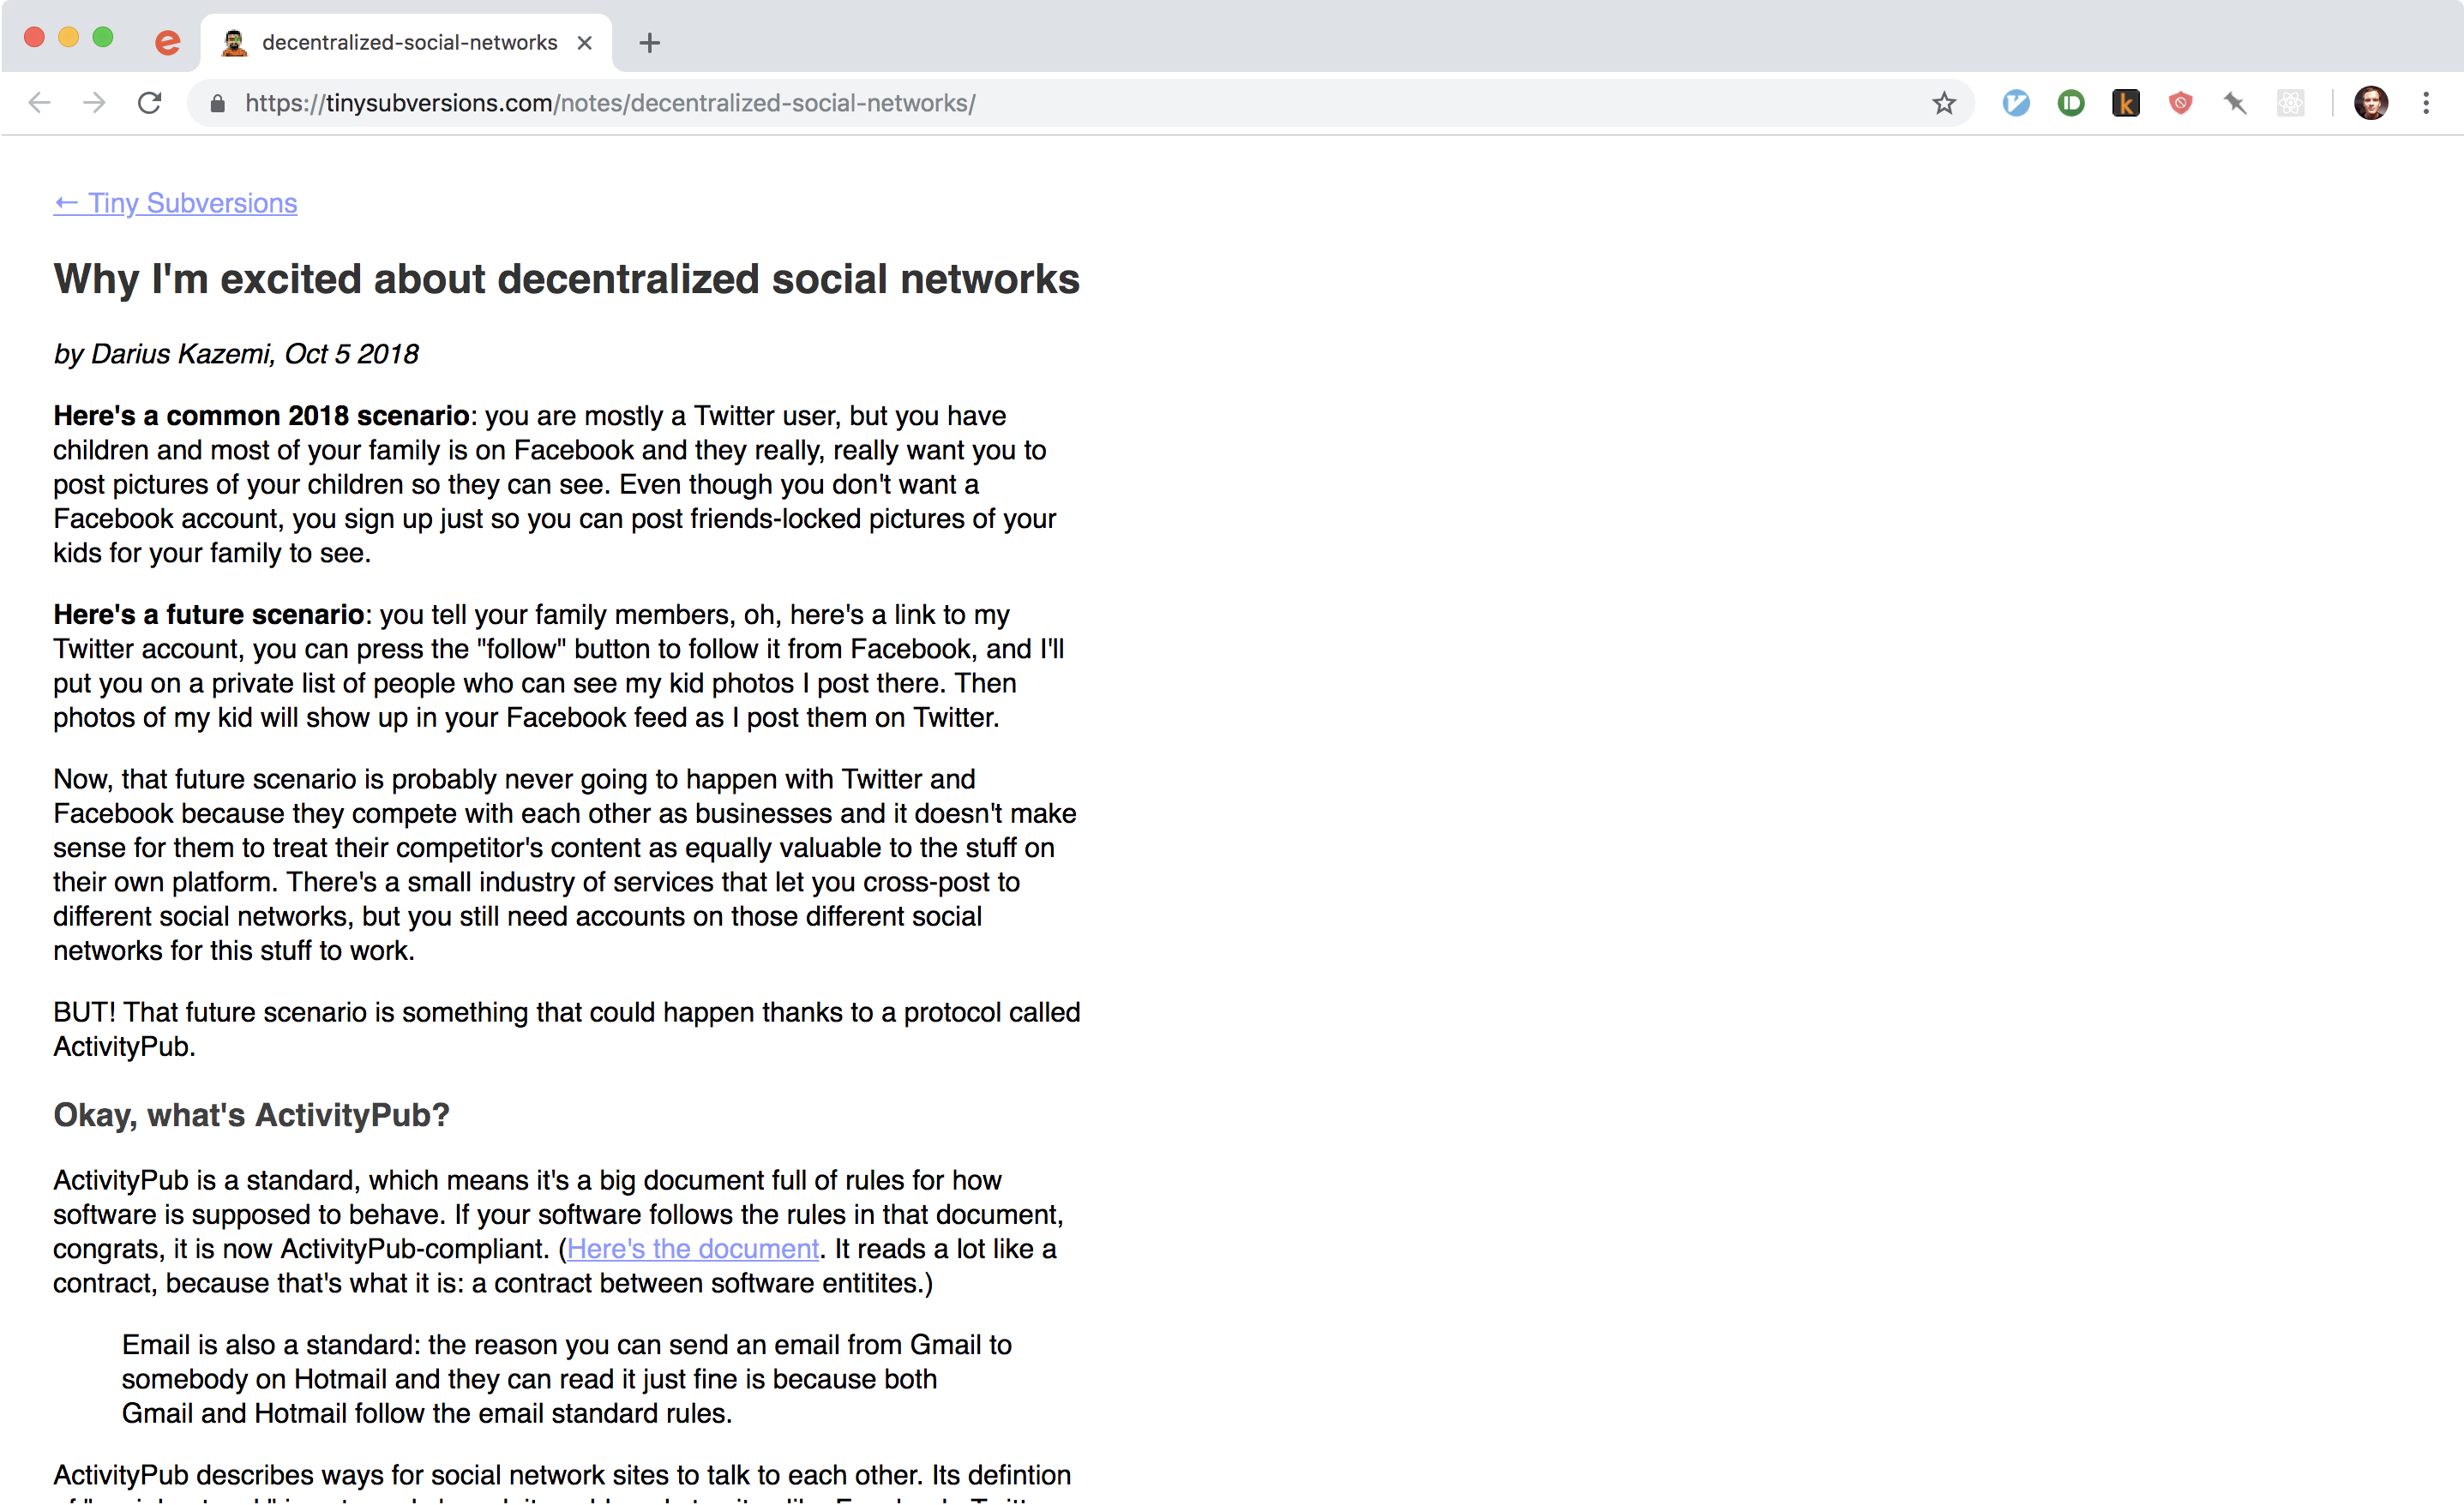 decentralized-social-networks
https://tinysubversions.com/notes/decentralized-social-networks/
← Tiny Subversions
Why I'm excited about decentralized social networks
by Darius Kazemi, Oct 5 2018
Here's a common 2018 scenario: you are mostly a Twitter user, but you have
children and most of your family is on Facebook and they really, really want you to
post pictures of your children so they can see. Even though you don't want a
Facebook account, you sign up just so you can post friends-locked pictures of your
kids for your family to see.
Here's a future scenario: you tell your family members, oh, here's a link to my
Twitter account, you can press the "follow" button to follow it from Facebook, and I'll
put you on a private list of people who can see my kid photos I post there. Then
photos of my kid will show up in your Facebook feed as I post them on Twitter.
Now, that future scenario is probably never going to happen with Twitter and
Facebook because they compete with each other as businesses and it doesn't make
sense for them to treat their competitor's content as equally valuable to the stuff on
their own platform. There's a small industry of services that let you cross-post to
different social networks, but you still need accounts on those different social
networks for this stuff to work.
BUT! That future scenario is something that could happen thanks to a protocol called
ActivityPub.
Okay, what's ActivityPub?
ActivityPub is a standard, which means it's a big document full of rules for how
software is supposed to behave. If your software follows the rules in that document,
congrats, it is now ActivityPub-compliant. (Here's the document. It reads a lot like a
contract, because that's what it is: a contract between software entitites.)
Email is also a standard: the reason you can send an email from Gmail to
somebody on Hotmail and they can read it just fine is because both
Gmail and Hotmail follow the email standard rules.
ActivityPub describes ways for social network sites to talk to each other. Its defintion